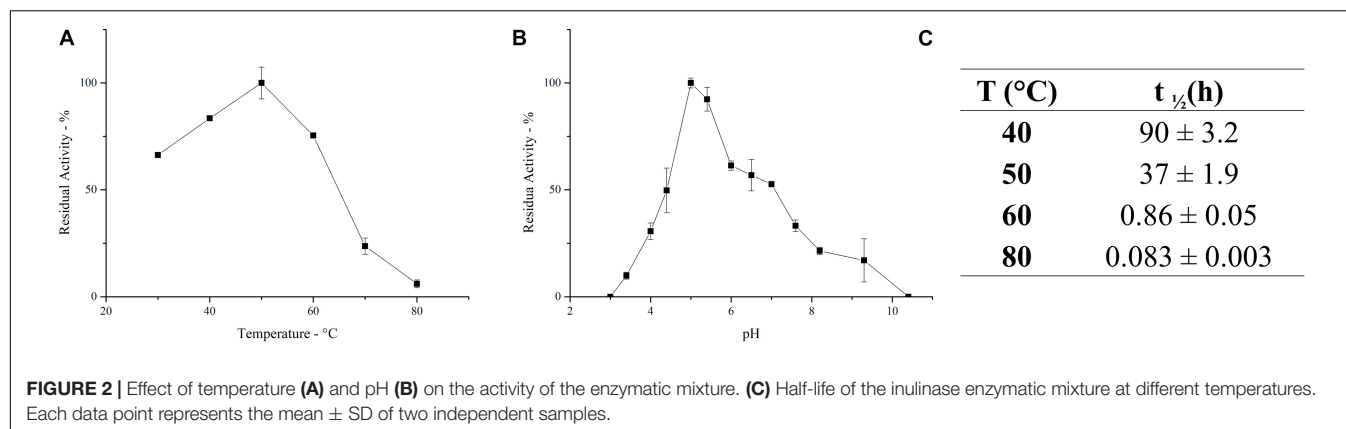 A
Residual Activity - %
100
50
0
20
40
60
80
Temperature - °C
B
Residua Activity - %
100
50
0
2
4
6
8
10
pH
C
T (°C) t ½(h)
40 90 ± 3.2
50 37 ± 1.9
60 0.86 ± 0.05
80 0.083 ± 0.003
FIGURE 2 | Effect of temperature (A) and pH (B) on the activity of the enzymatic mixture. (C) Half-life of the inulinase enzymatic mixture at different temperatures.
Each data point represents the mean ± SD of two independent samples.